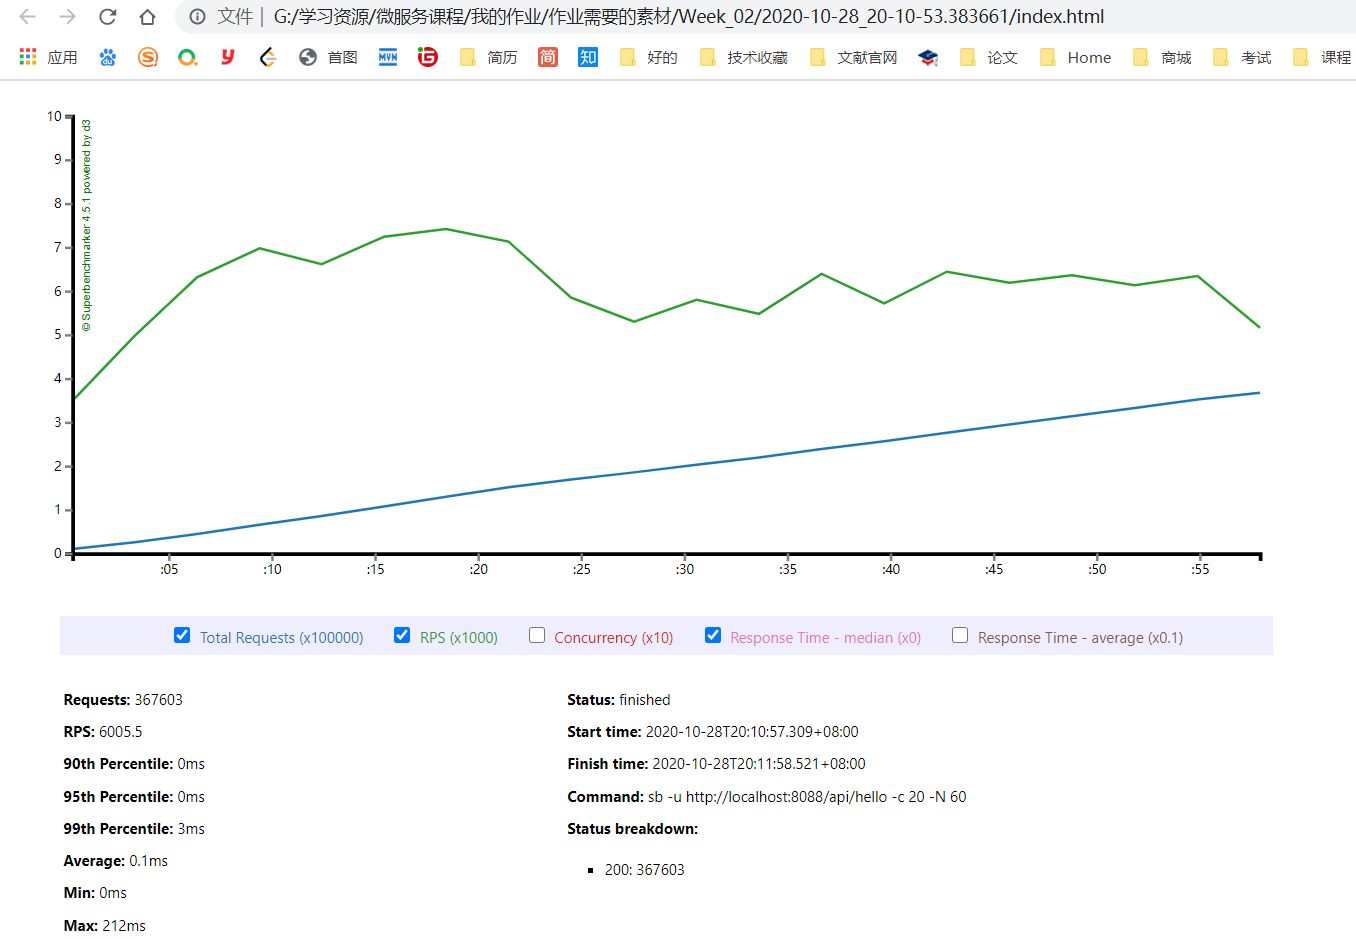 文件 | G:/学习资源/微服务课程/我的作业/作业需要的素材/Week_02/2020-10-28_20-10-53.383661/index.html
应用 首图 MVN 简历 简 知 好的 技术收藏 文献官网 论文 Home 商城 考试 课程
10
9
8
7
6
5
4
3
2
1
0
© Superbenchmarker 4.5.1 powered by d3
:05 :10 :15 :20 :25 :30 :35 :40 :45 :50 :55
Total Requests (x100000) RPS (x1000) Concurrency (x10) Response Time - median (x0) Response Time - average (x0.1)
Requests: 367603
RPS: 6005.5
90th Percentile: 0ms
95th Percentile: 0ms
99th Percentile: 3ms
Average: 0.1ms
Min: 0ms
Max: 212ms
Status: finished
Start time: 2020-10-28T20:10:57.309+08:00
Finish time: 2020-10-28T20:11:58.521+08:00
Command: sb -u http://localhost:8088/api/hello -c 20 -N 60
Status breakdown:
200: 367603